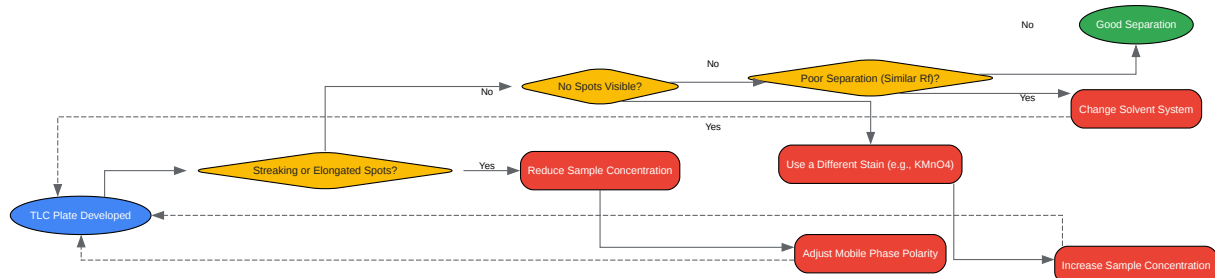 No
Good Separation
No
Poor Separation (Similar Rf)?
No Spots Visible?
No
Yes
Change Solvent System
Yes
Use a Different Stain (e.g., KMnO4)
Streaking or Elongated Spots?
Yes
Reduce Sample Concentration
TLC Plate Developed
Adjust Mobile Phase Polarity
Increase Sample Concentration